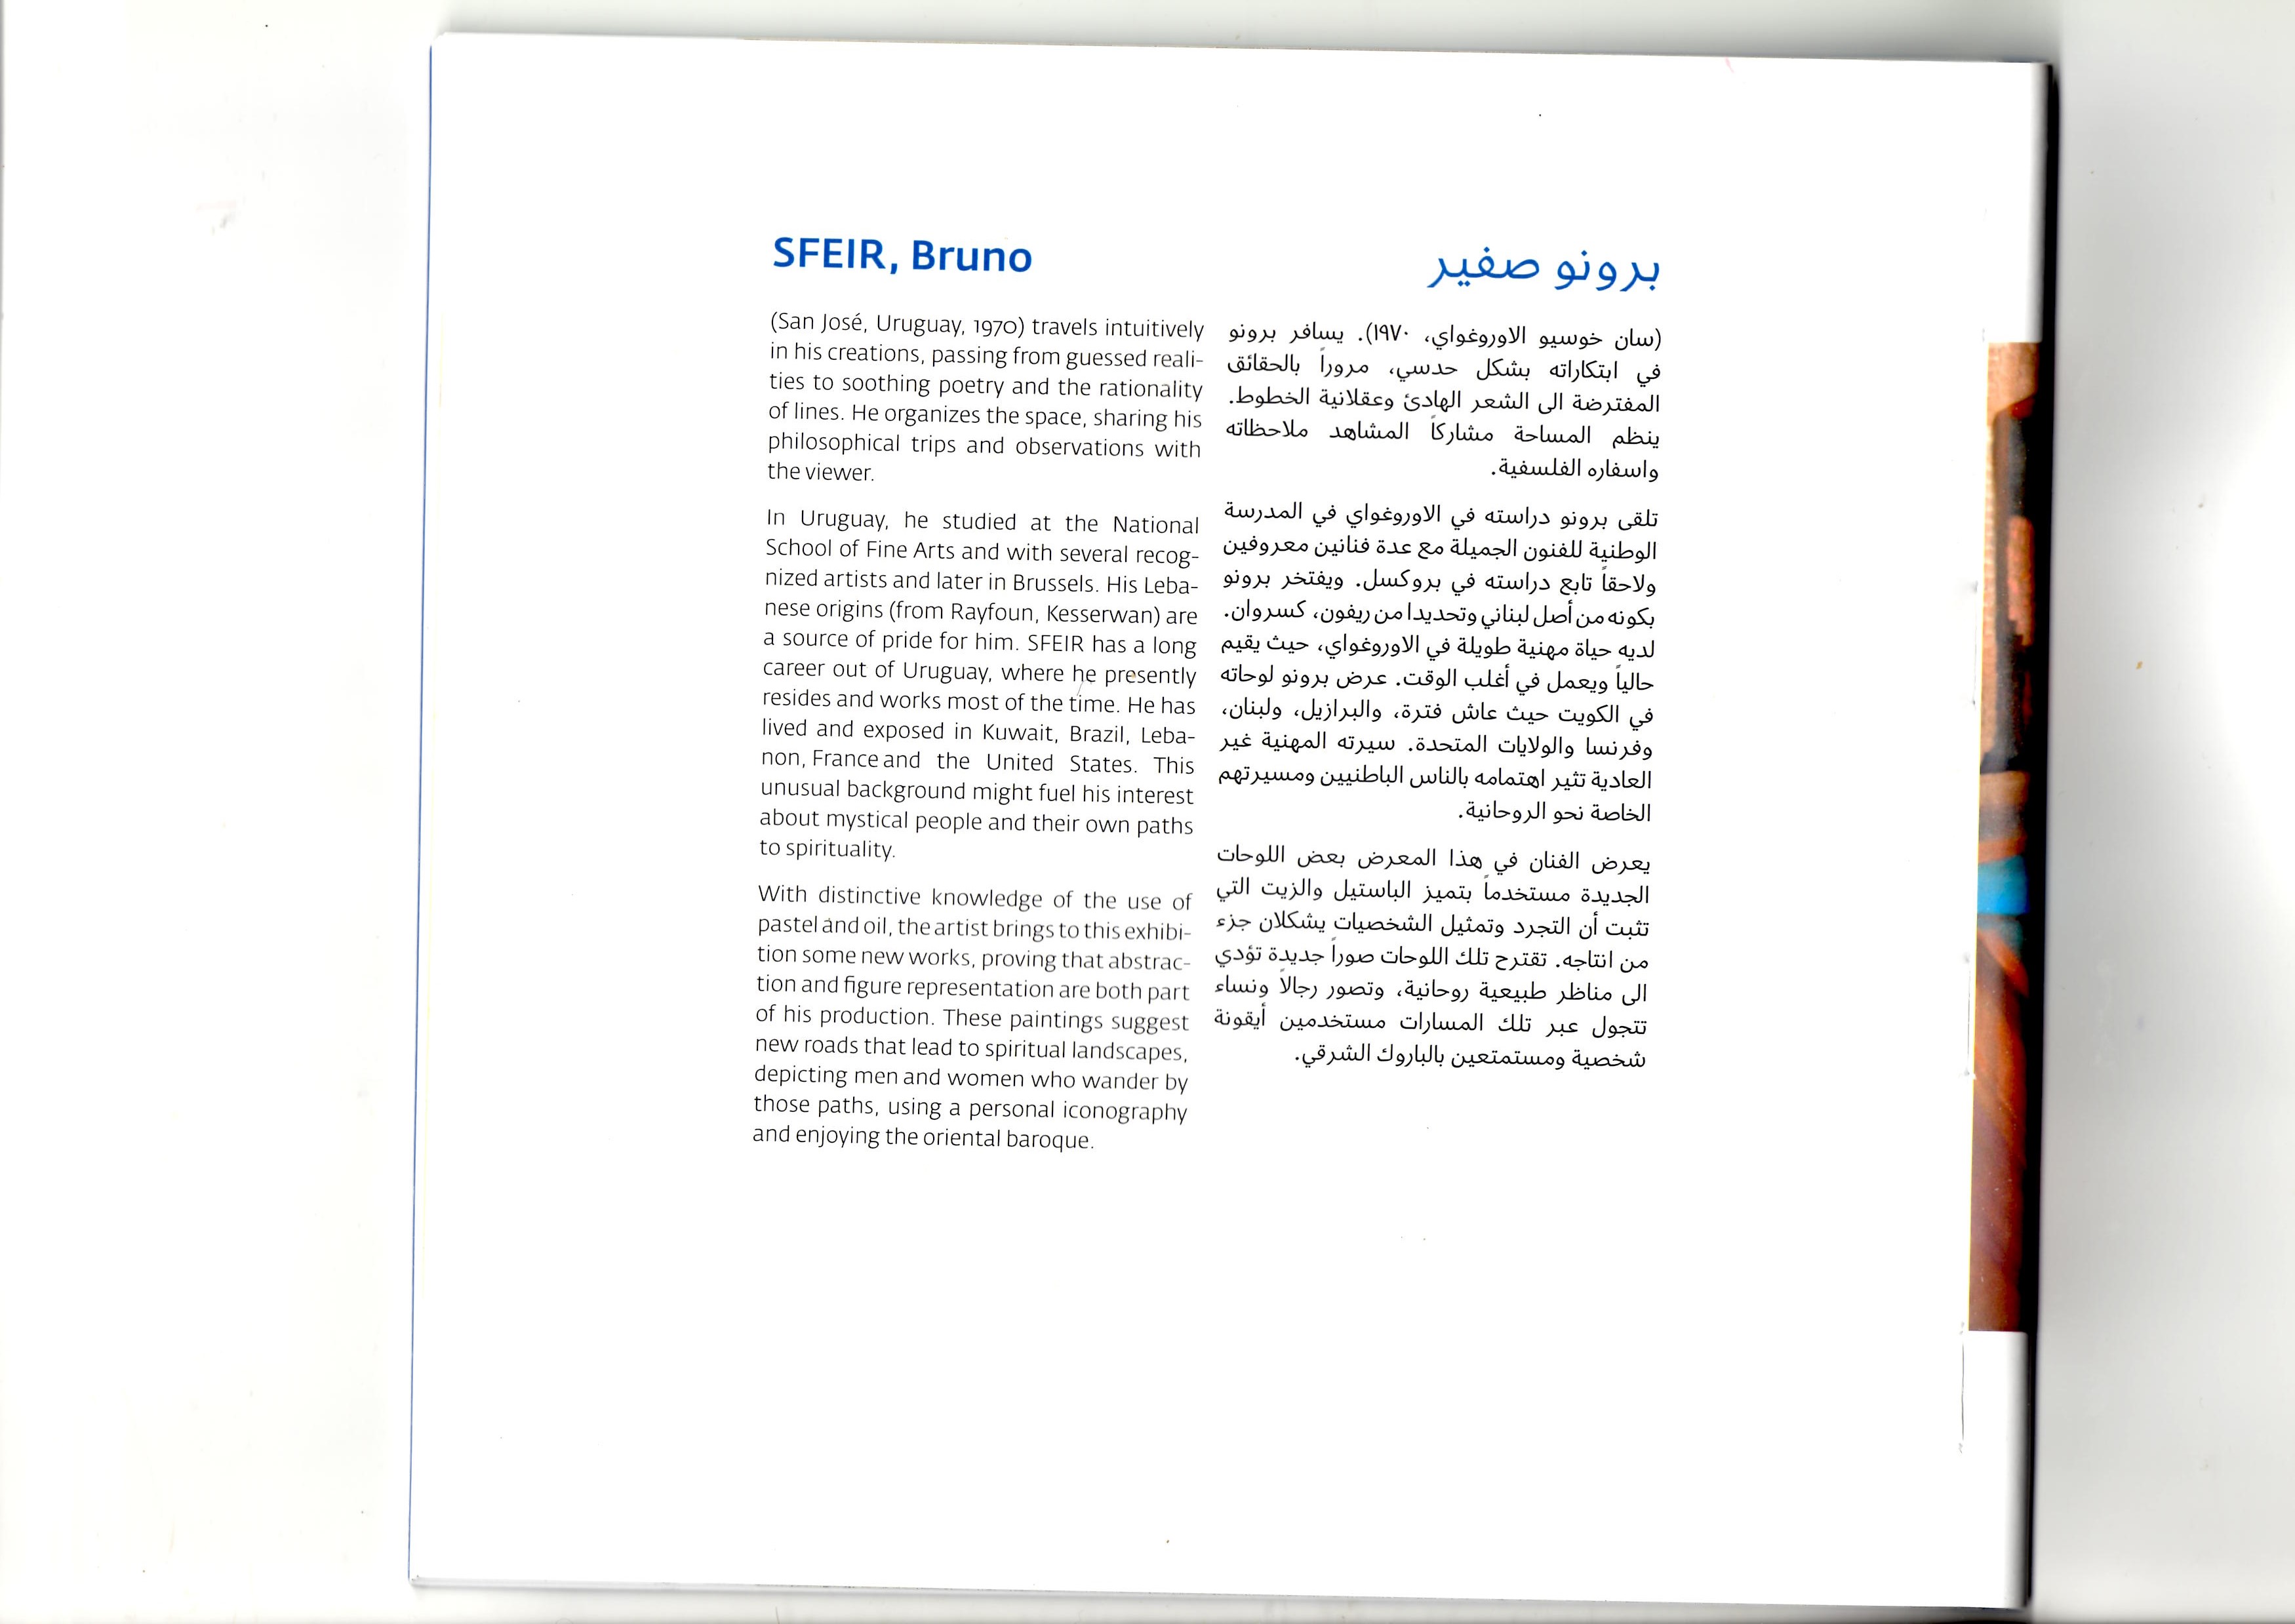 SFEIR, Bruno
(San José, Uruguay, 1970) travels intuitively
in his creations, passing from guessed reali-
ties to soothing poetry and the rationality
of lines. He organizes the space, sharing his
philosophical trips and observations with
the viewer.
In Uruguay, he studied at the National
School of Fine Arts and with several recog-
nized artists and later in Brussels. His Leba-
nese origins (from Rayfoun, Kesserwan) are
a source of pride for him. SFEIR has a long
career out of Uruguay, where he presently
resides and works most of the time. He has
lived and exposed in Kuwait, Brazil, Leba-
non, France and the United States. This
unusual background might fuel his interest
about mystical people and their own paths
to spirituality.
With distinctive knowledge of the use of
pastel and oil, the artist brings to this exhibi-
tion some new works, proving that abstrac-
tion and figure representation are both part
of his production. These paintings suggest
new roads that lead to spiritual landscapes,
depicting men and women who wander by
those paths, using a personal iconography
and enjoying the oriental baroque.
برونو صفير
(سان خوسيو الاوروغواي، ١٩٧٠). يسافر برونو
في ابتكاراته بشكل حدسي، مروراً بالحقائق
المفترضة الى الشعر الهادئ وعقلانية الخطوط.
ينظم المساحة مشاركاً المشاهد ملاحظاته
واسفاره الفلسفية.
تلقى برونو دراسته في الاوروغواي في المدرسة
الوطنية للفنون الجميلة مع عدة فنانين معروفين
ولاحقاً تابع دراسته في بروكسل. ويفتخر برونو
بكونه من أصل لبناني وتحديدا من ريفون، كسروان.
لديه حياة مهنية طويلة في الاوروغواي، حيث يقيم
حالياً ويعمل في أغلب الوقت. عرض برونو لوحاته
في الكويت حيث عاش فترة، والبرازيل، ولبنان،
وفرنسا والولايات المتحدة. سيرته المهنية غير
العادية تثير اهتمامه بالناس الباطنيين ومسيرتهم
الخاصة نحو الروحانية.
يعرض الفنان في هذا المعرض بعض اللوحات
الجديدة مستخدماً بتميز الباستيل والزيت التي
تثبت أن التجرد وتمثيل الشخصيات يشكلان جزء
من انتاجه. تقترح تلك اللوحات صوراً جديدة تؤدي
الى مناظر طبيعية روحانية، وتصور رجالاً ونساء
تتجول عبر تلك المسارات مستخدمين أيقونة
شخصية ومستمتعين بالباروك الشرقي.